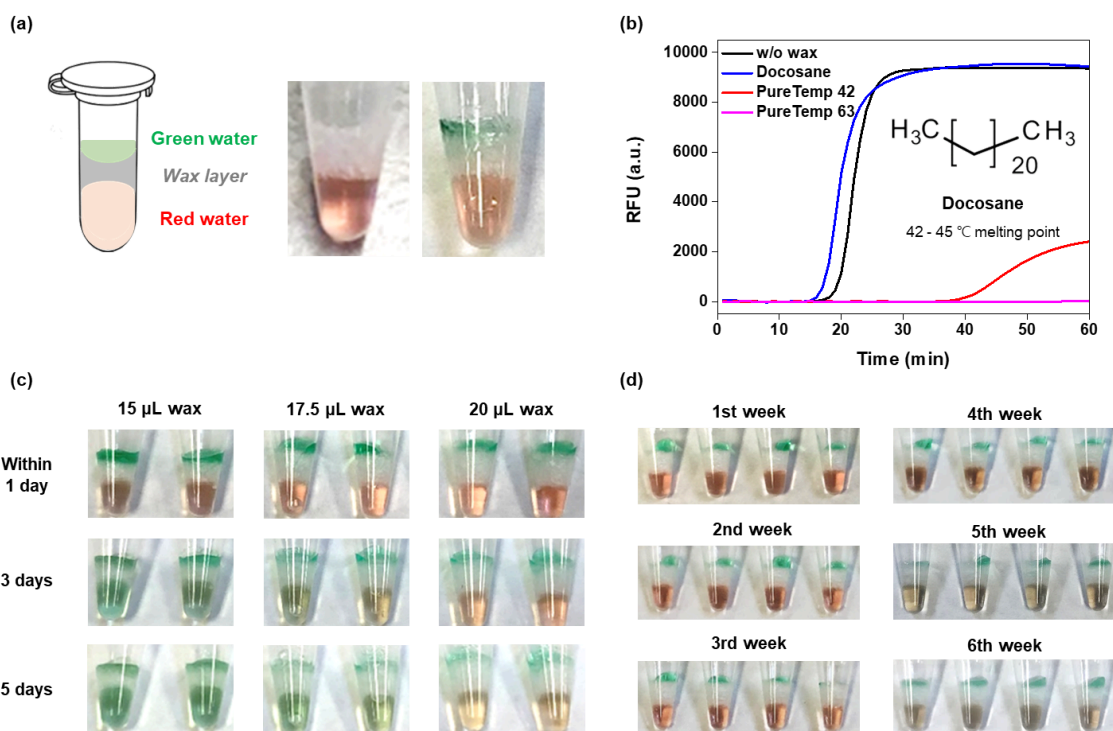 (a)
Green water
Wax layer
Red water
(b)
RFU (a.u.)
10000
8000
6000
4000
2000
0
w/o wax
Docosane
PureTemp 42
PureTemp 63
H3C
CH3
20
Docosane
42 - 45 ℃ melting point
0
10
20
30
40
50
60
Time (min)
(c)
15 µL wax
17.5 µL wax
20 µL wax
Within
1 day
3 days
5 days
(d)
1st week
4th week
2nd week
5th week
3rd week
6th week